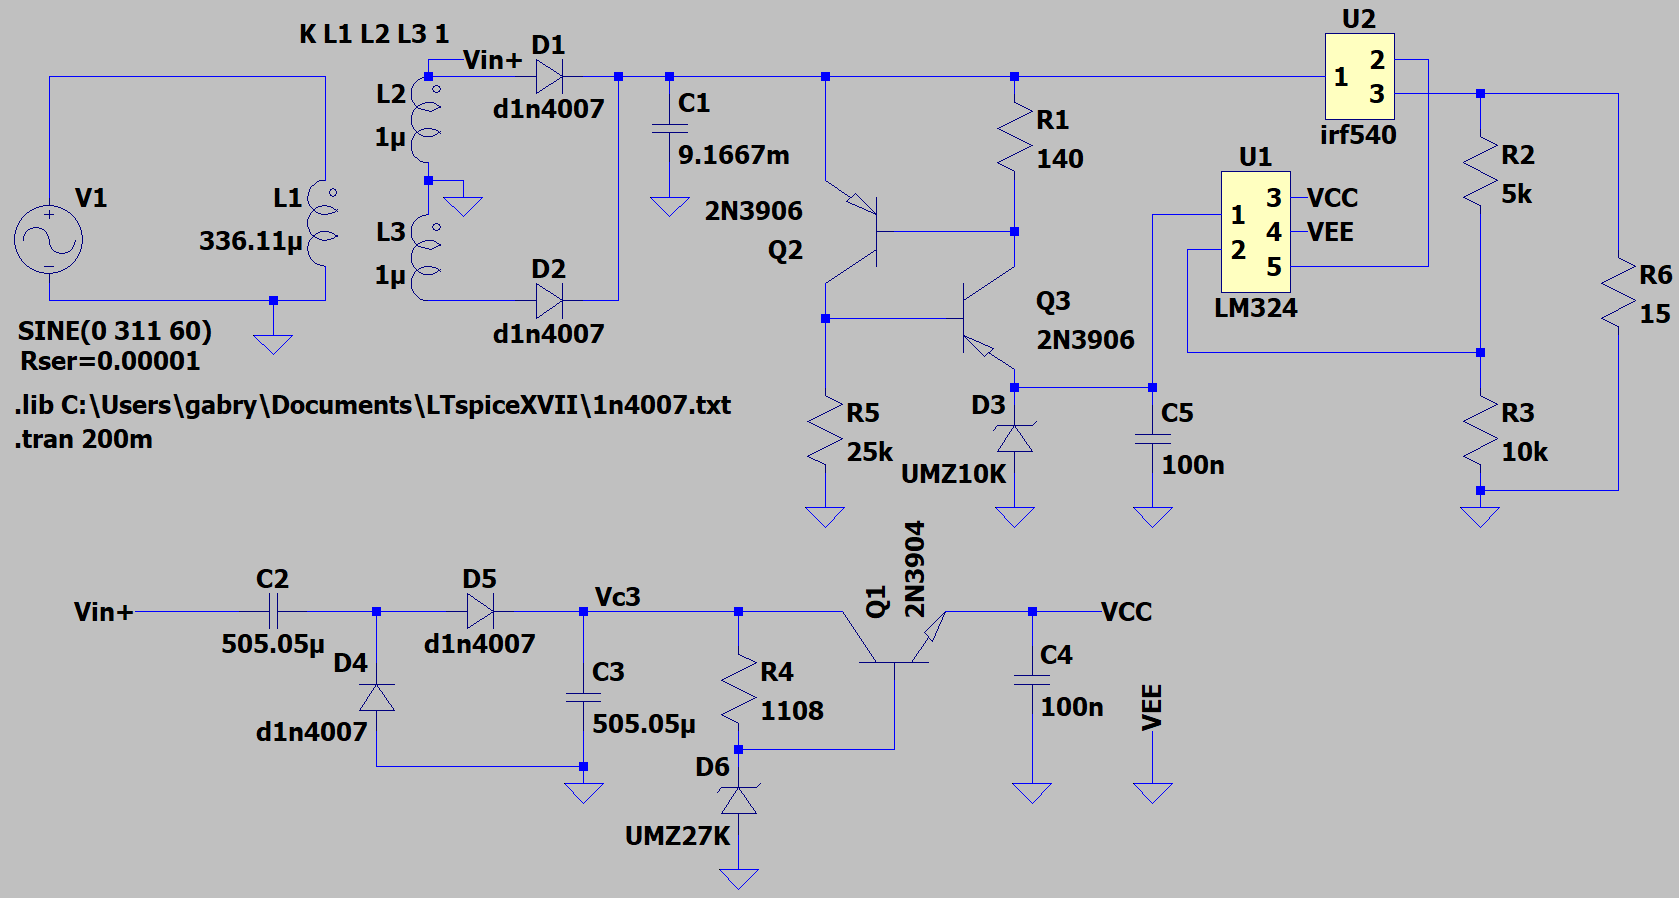 K L1 L2 L3 1
Vin+
D1
d1n4007
L2
1µ
C1
9.1667m
R1
140
U2
1
2
3
irf540
V1
L1
336.11µ
L3
1µ
D2
d1n4007
2N3906
Q2
Q3
2N3906
U1
1
2
3
4
5
VCC
VEE
LM324
R2
5k
R6
15
SINE(0 311 60)
Rser=0.00001
.lib C:\Users\gabry\Documents\LTspiceXVII\1n4007.txt
.tran 200m
R5
25k
D3
UMZ10K
C5
100n
R3
10k
Vin+
C2
505.05µ
D4
d1n4007
D5
d1n4007
Vc3
C3
505.05µ
R4
1108
D6
UMZ27K
Q1
2N3904
VCC
C4
100n
VEE